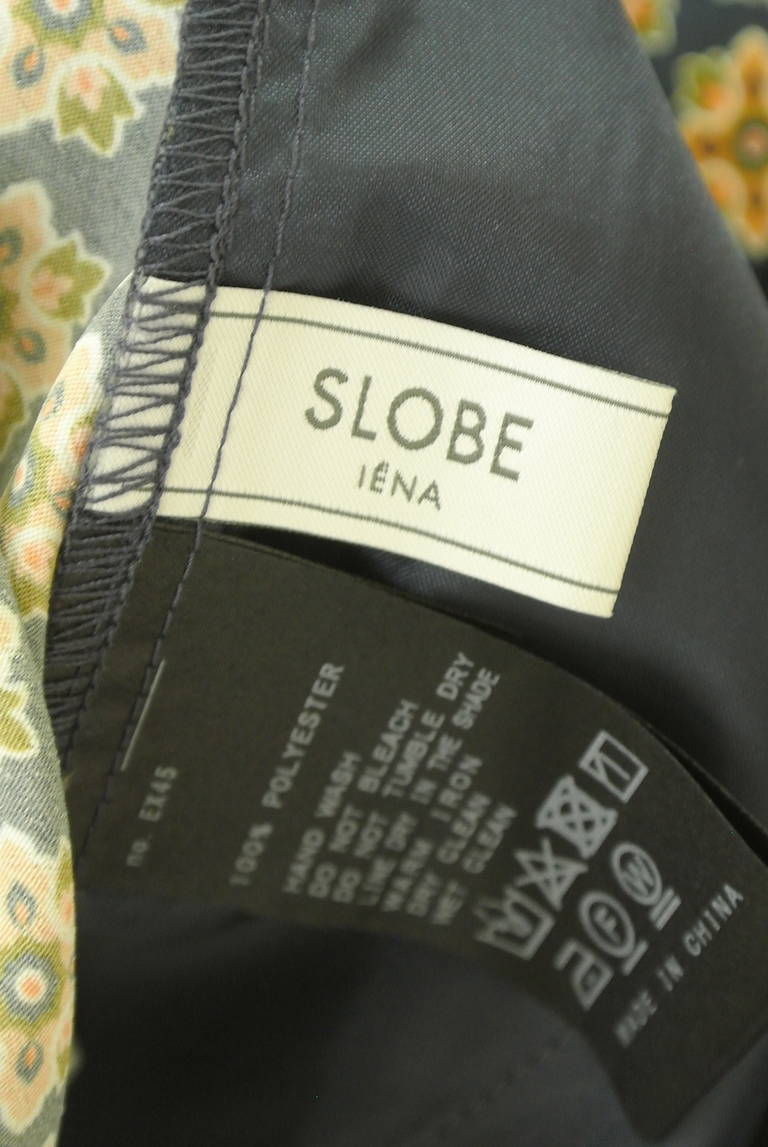 SLOBE
IÉNA
no. EX45
100% POLYESTER
HAND WASH
DO NOT BLEACH
DO NOT TUMBLE DRY
LINE DRY IN THE SHADE
WARM IRON
DRY CLEAN
WET CLEAN
F
W
MADE IN CHINA